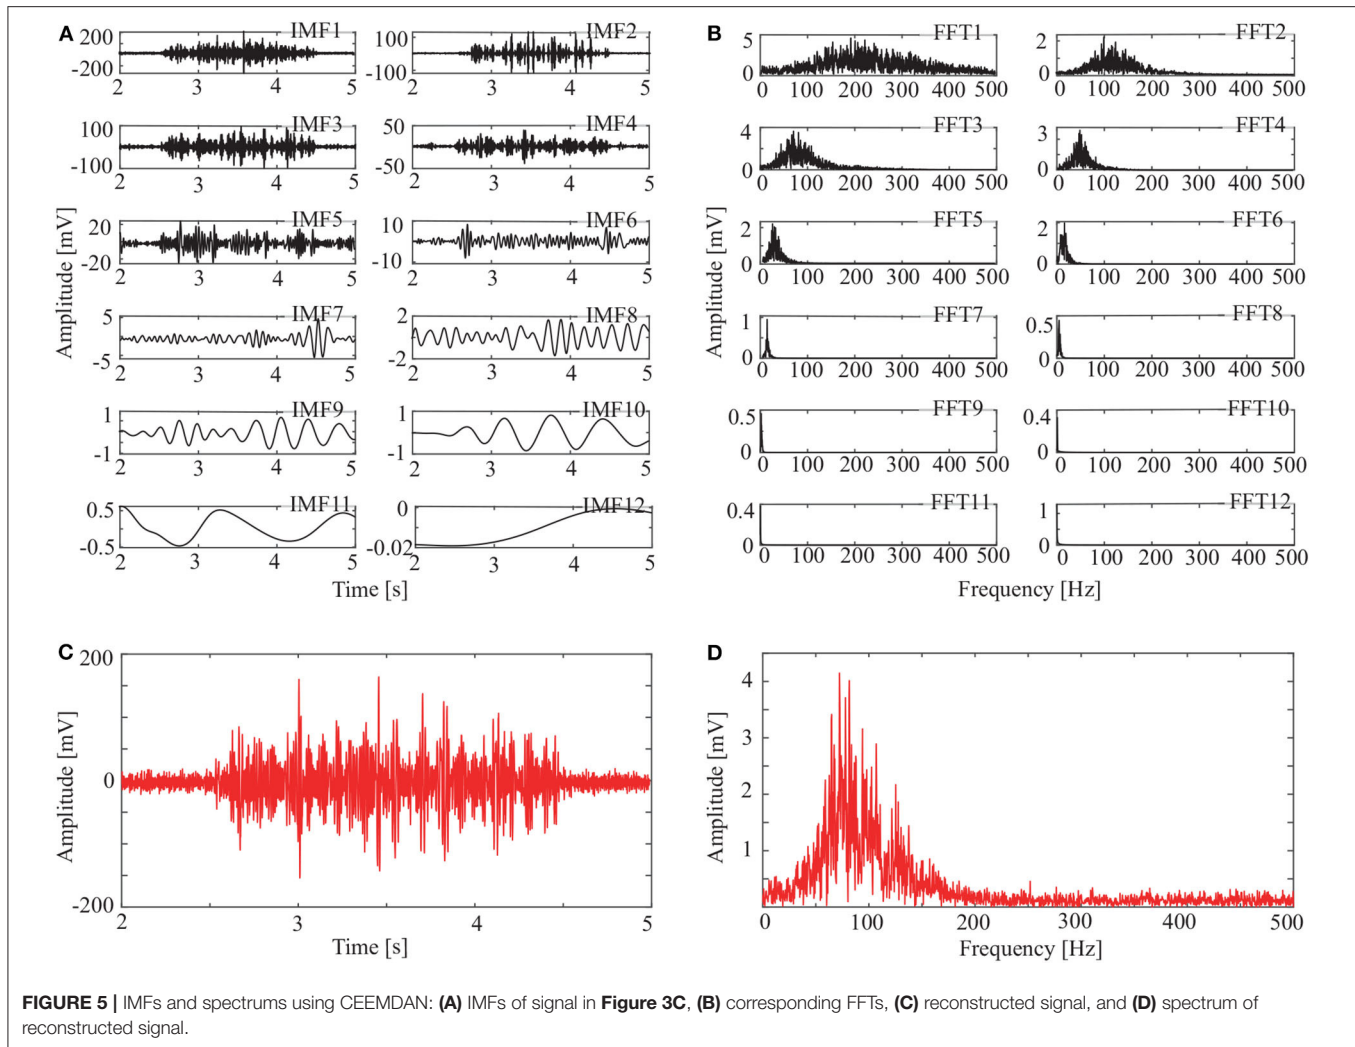 A
IMF1
200
0
-200
2 3 4 5
IMF2
100
0
-100
2 3 4 5
IMF3
100
0
-100
2 3 4 5
IMF4
50
0
-50
2 3 4 5
IMF5
20
0
-20
2 3 4 5
IMF6
10
0
-10
2 3 4 5
IMF7
5
0
-5
2 3 4 5
IMF8
2
0
-2
2 3 4 5
IMF9
1
0
-1
2 3 4 5
IMF10
1
0
-1
2 3 4 5
IMF11
0.5
-0.5
2 3 4 5
IMF12
0
-0.02
2 3 4 5
Amplitude [mV]
Time [s]
B
FFT1
5
0
0 100 200 300 400 500
FFT2
2
0
0 100 200 300 400 500
FFT3
4
2
0
0 100 200 300 400 500
FFT4
3
0
0 100 200 300 400 500
FFT5
2
0
0 100 200 300 400 500
FFT6
2
0
0 100 200 300 400 500
FFT7
1
0
0 100 200 300 400 500
FFT8
0.5
0
0 100 200 300 400 500
FFT9
0.5
0
0 100 200 300 400 500
FFT10
0.4
0
0 100 200 300 400 500
FFT11
0.4
0
0 100 200 300 400 500
FFT12
1
0
0 100 200 300 400 500
Amplitude [mV]
Frequency [Hz]
C
200
0
-200
2 3 4 5
Amplitude [mV]
Time [s]
D
4
3
2
1
0 100 200 300 400 500
Amplitude [mV]
Frequency [Hz]
FIGURE 5 | IMFs and spectrums using CEEMDAN: (A) IMFs of signal in Figure 3C, (B) corresponding FFTs, (C) reconstructed signal, and (D) spectrum of
reconstructed signal.